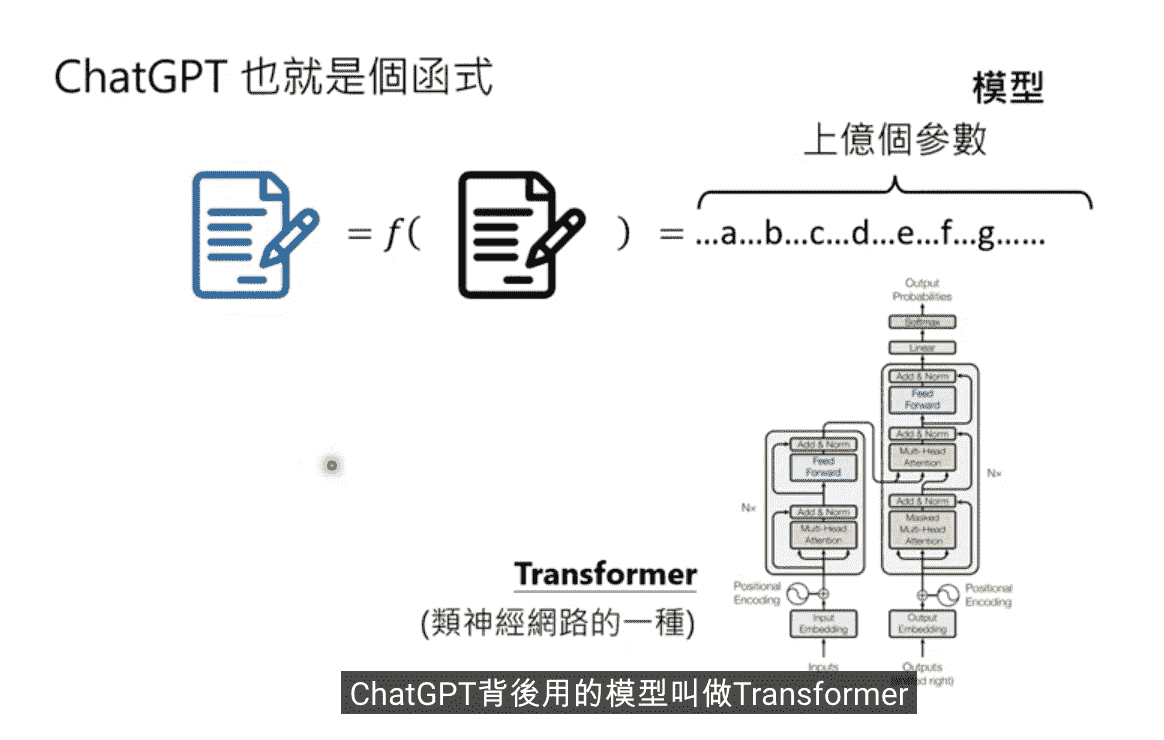 ChatGPT 也就是個函式
模型
上億個參數
= f( ) = …a…b…c…d…e…f…g……
Output
Probabilities
Softmax
Linear
Add & Norm
Feed
Forward
Add & Norm
Multi-Head
Attention
Add & Norm
Feed
Forward
N×
Add & Norm
Masked
Multi-Head
Attention
N×
Add & Norm
Multi-Head
Attention
Transformer
(類神經網路的一種)
Positional
Encoding
Positional
Encoding
Input
Embedding
Output
Embedding
Inputs
Outputs
right)
ChatGPT背後用的模型叫做Transformer